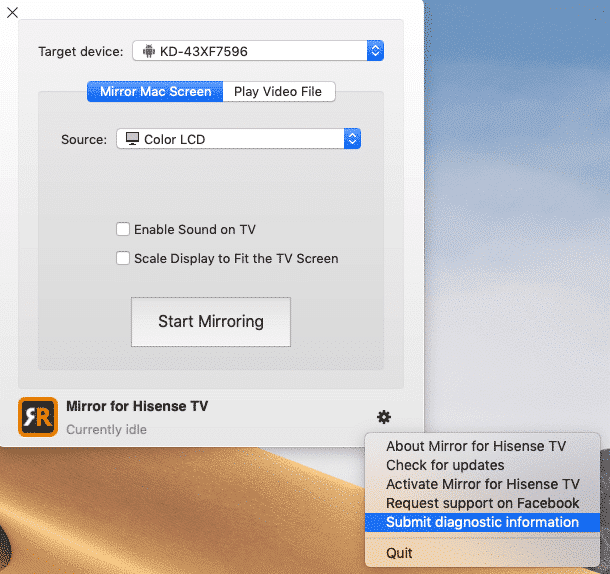 Target device: KD-43XF7596
Mirror Mac Screen Play Video File
Source: Color LCD
Enable Sound on TV
Scale Display to Fit the TV Screen
Start Mirroring
Mirror for Hisense TV
Currently idle
About Mirror for Hisense TV
Check for updates
Activate Mirror for Hisense TV
Request support on Facebook
Submit diagnostic information
Quit